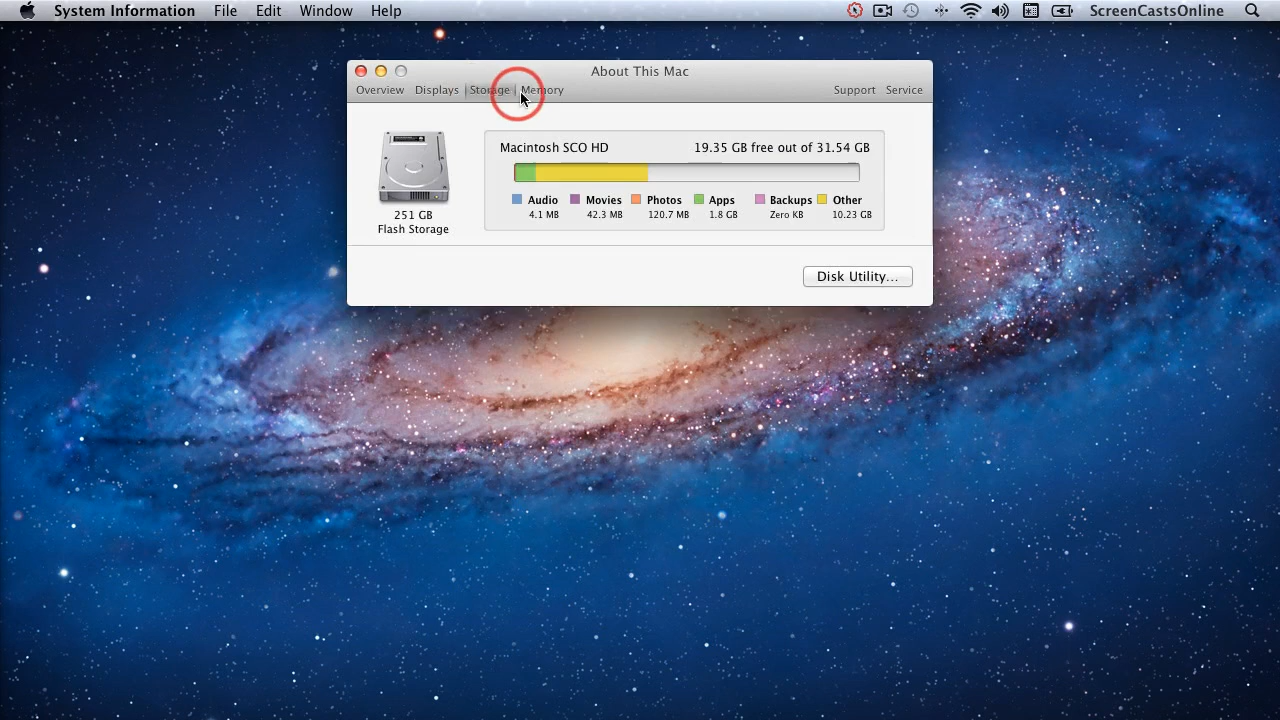 System Information File Edit Window Help ScreenCastsOnline
About This Mac
Overview Displays Storage Memory Support Service
Macintosh SCO HD 19.35 GB free out of 31.54 GB
Audio Movies Photos Apps Backups Other
4.1 MB 42.3 MB 120.7 MB 1.8 GB Zero KB 10.23 GB
251 GB
Flash Storage
Disk Utility...